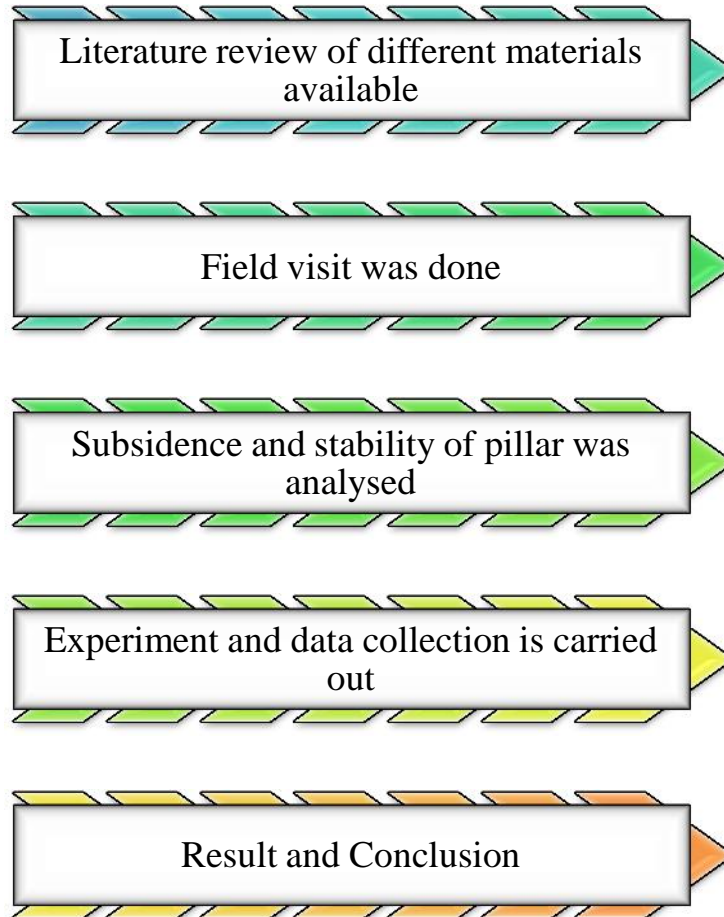 Literature review of different materials
available
Field visit was done
Subsidence and stability of pillar was
analysed
Experiment and data collection is carried
out
Result and Conclusion